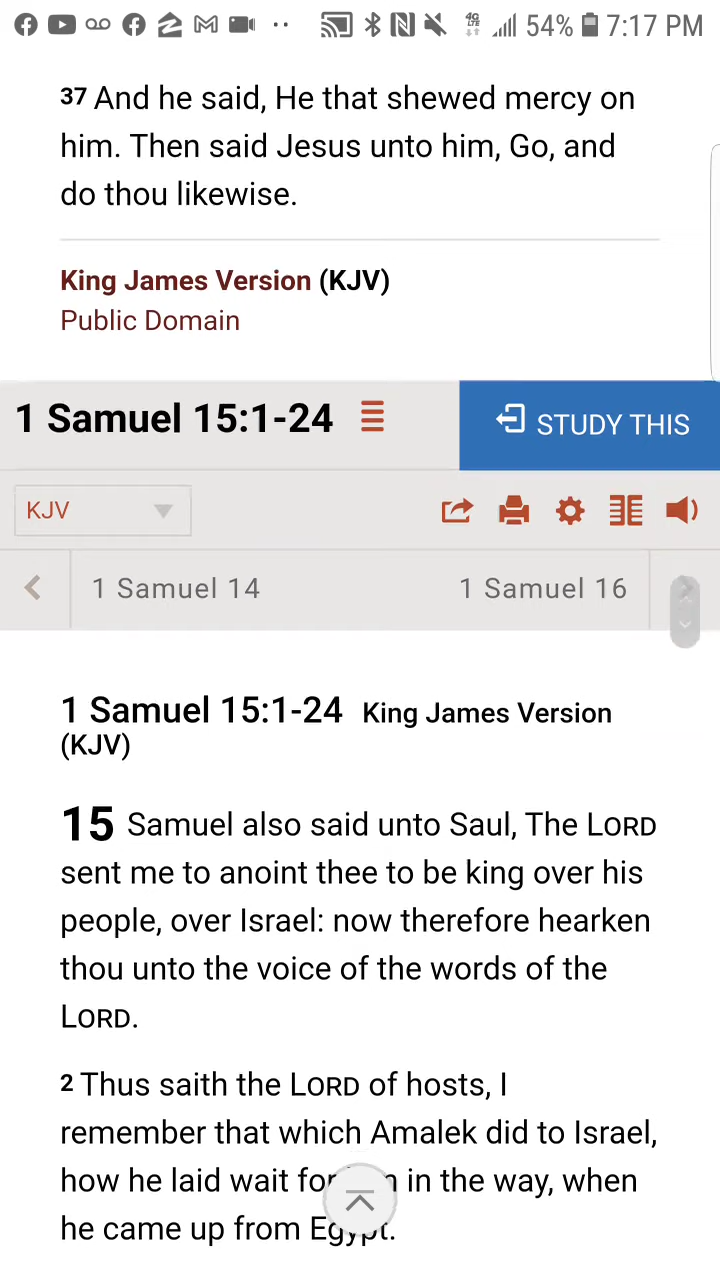 54% 7:17 PM
37 And he said, He that shewed mercy on
him. Then said Jesus unto him, Go, and
do thou likewise.
King James Version (KJV)
Public Domain
1 Samuel 15:1-24 STUDY THIS
KJV
1 Samuel 14 1 Samuel 16
1 Samuel 15:1-24 King James Version
(KJV)
15 Samuel also said unto Saul, The LORD
sent me to anoint thee to be king over his
people, over Israel: now therefore hearken
thou unto the voice of the words of the
LORD.
2 Thus saith the LORD of hosts, I
remember that which Amalek did to Israel,
how he laid wait in the way, when
he came up from Egypt.